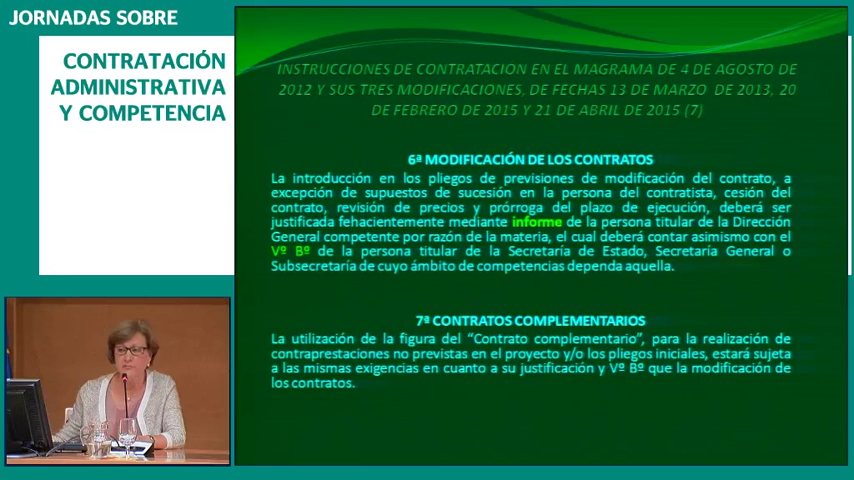 JORNADAS SOBRE
CONTRATACIÓN
ADMINISTRATIVA
Y COMPETENCIA
INSTRUCCIONES DE CONTRATACION EN EL MAGRAMA DE 4 DE AGOSTO DE
2012 Y SUS TRES MODIFICACIONES, DE FECHAS 13 DE MARZO DE 2013, 20
DE FEBRERO DE 2015 Y 21 DE ABRIL DE 2015 (7)
6ª MODIFICACIÓN DE LOS CONTRATOS
La introducción en los pliegos de previsiones de modificación del contrato, a
excepción de supuestos de sucesión en la persona del contratista, cesión del
contrato, revisión de precios y prórroga del plazo de ejecución, deberá ser
justificada fehacientemente mediante informe de la persona titular de la Dirección
General competente por razón de la materia, el cual deberá contar asimismo con el
Vº Bº de la persona titular de la Secretaría de Estado, Secretaría General o
Subsecretaría de cuyo ámbito de competencias dependa aquella.
7ª CONTRATOS COMPLEMENTARIOS
La utilización de la figura del “Contrato complementario”, para la realización de
contraprestaciones no previstas en el proyecto y/o los pliegos iniciales, estará sujeta
a las mismas exigencias en cuanto a su justificación y Vº Bº que la modificación de
los contratos.